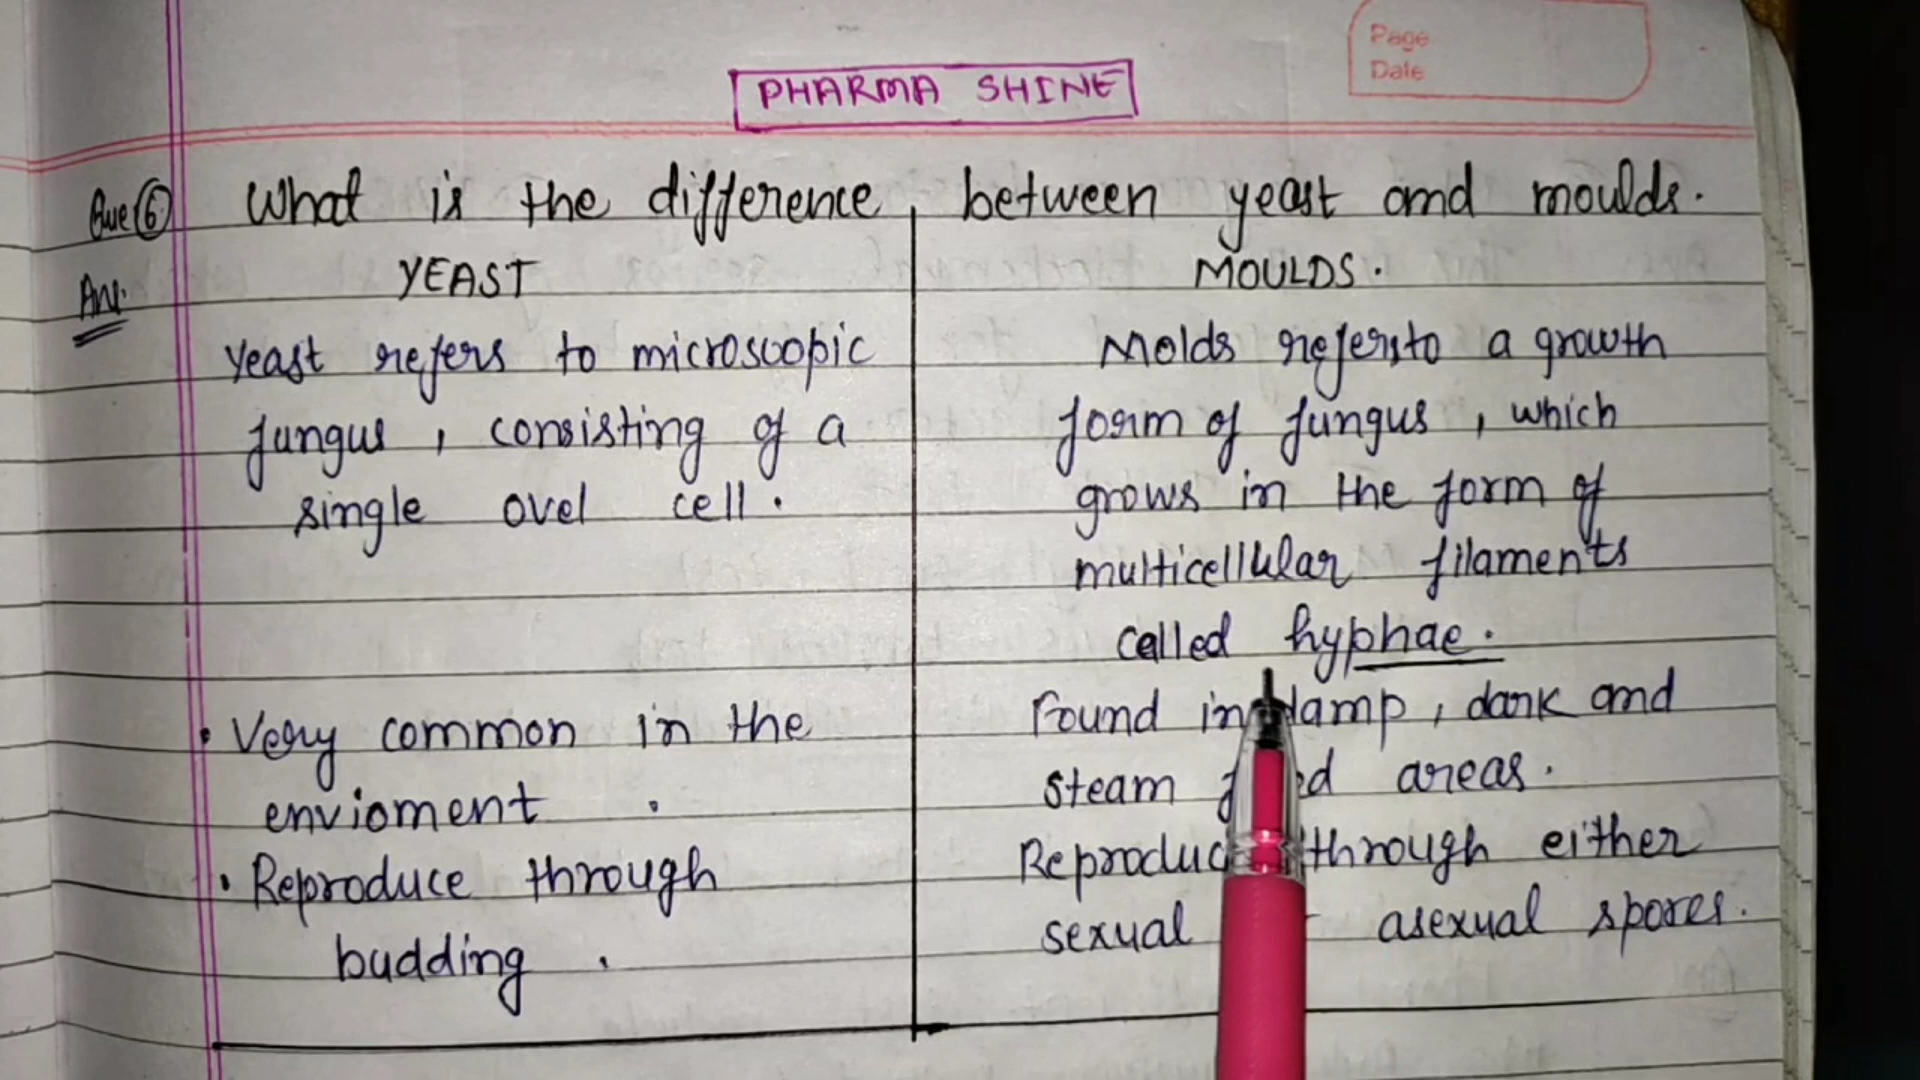 Page
Date
PHARMA SHINE
Que 6 What is the difference between yeast and moulds.
Ans.
YEAST
yeast refers to microscopic
fungus, consisting of a
single ovel cell.
• Very common in the
envioment.
• Reproduce through
budding.
MOULDS.
Molds refers to a growth
form of fungus, which
grows in the form of
multicellular filaments
called hyphae.
Found in damp, dark and
steam areas.
through either
sexual asexual spores.